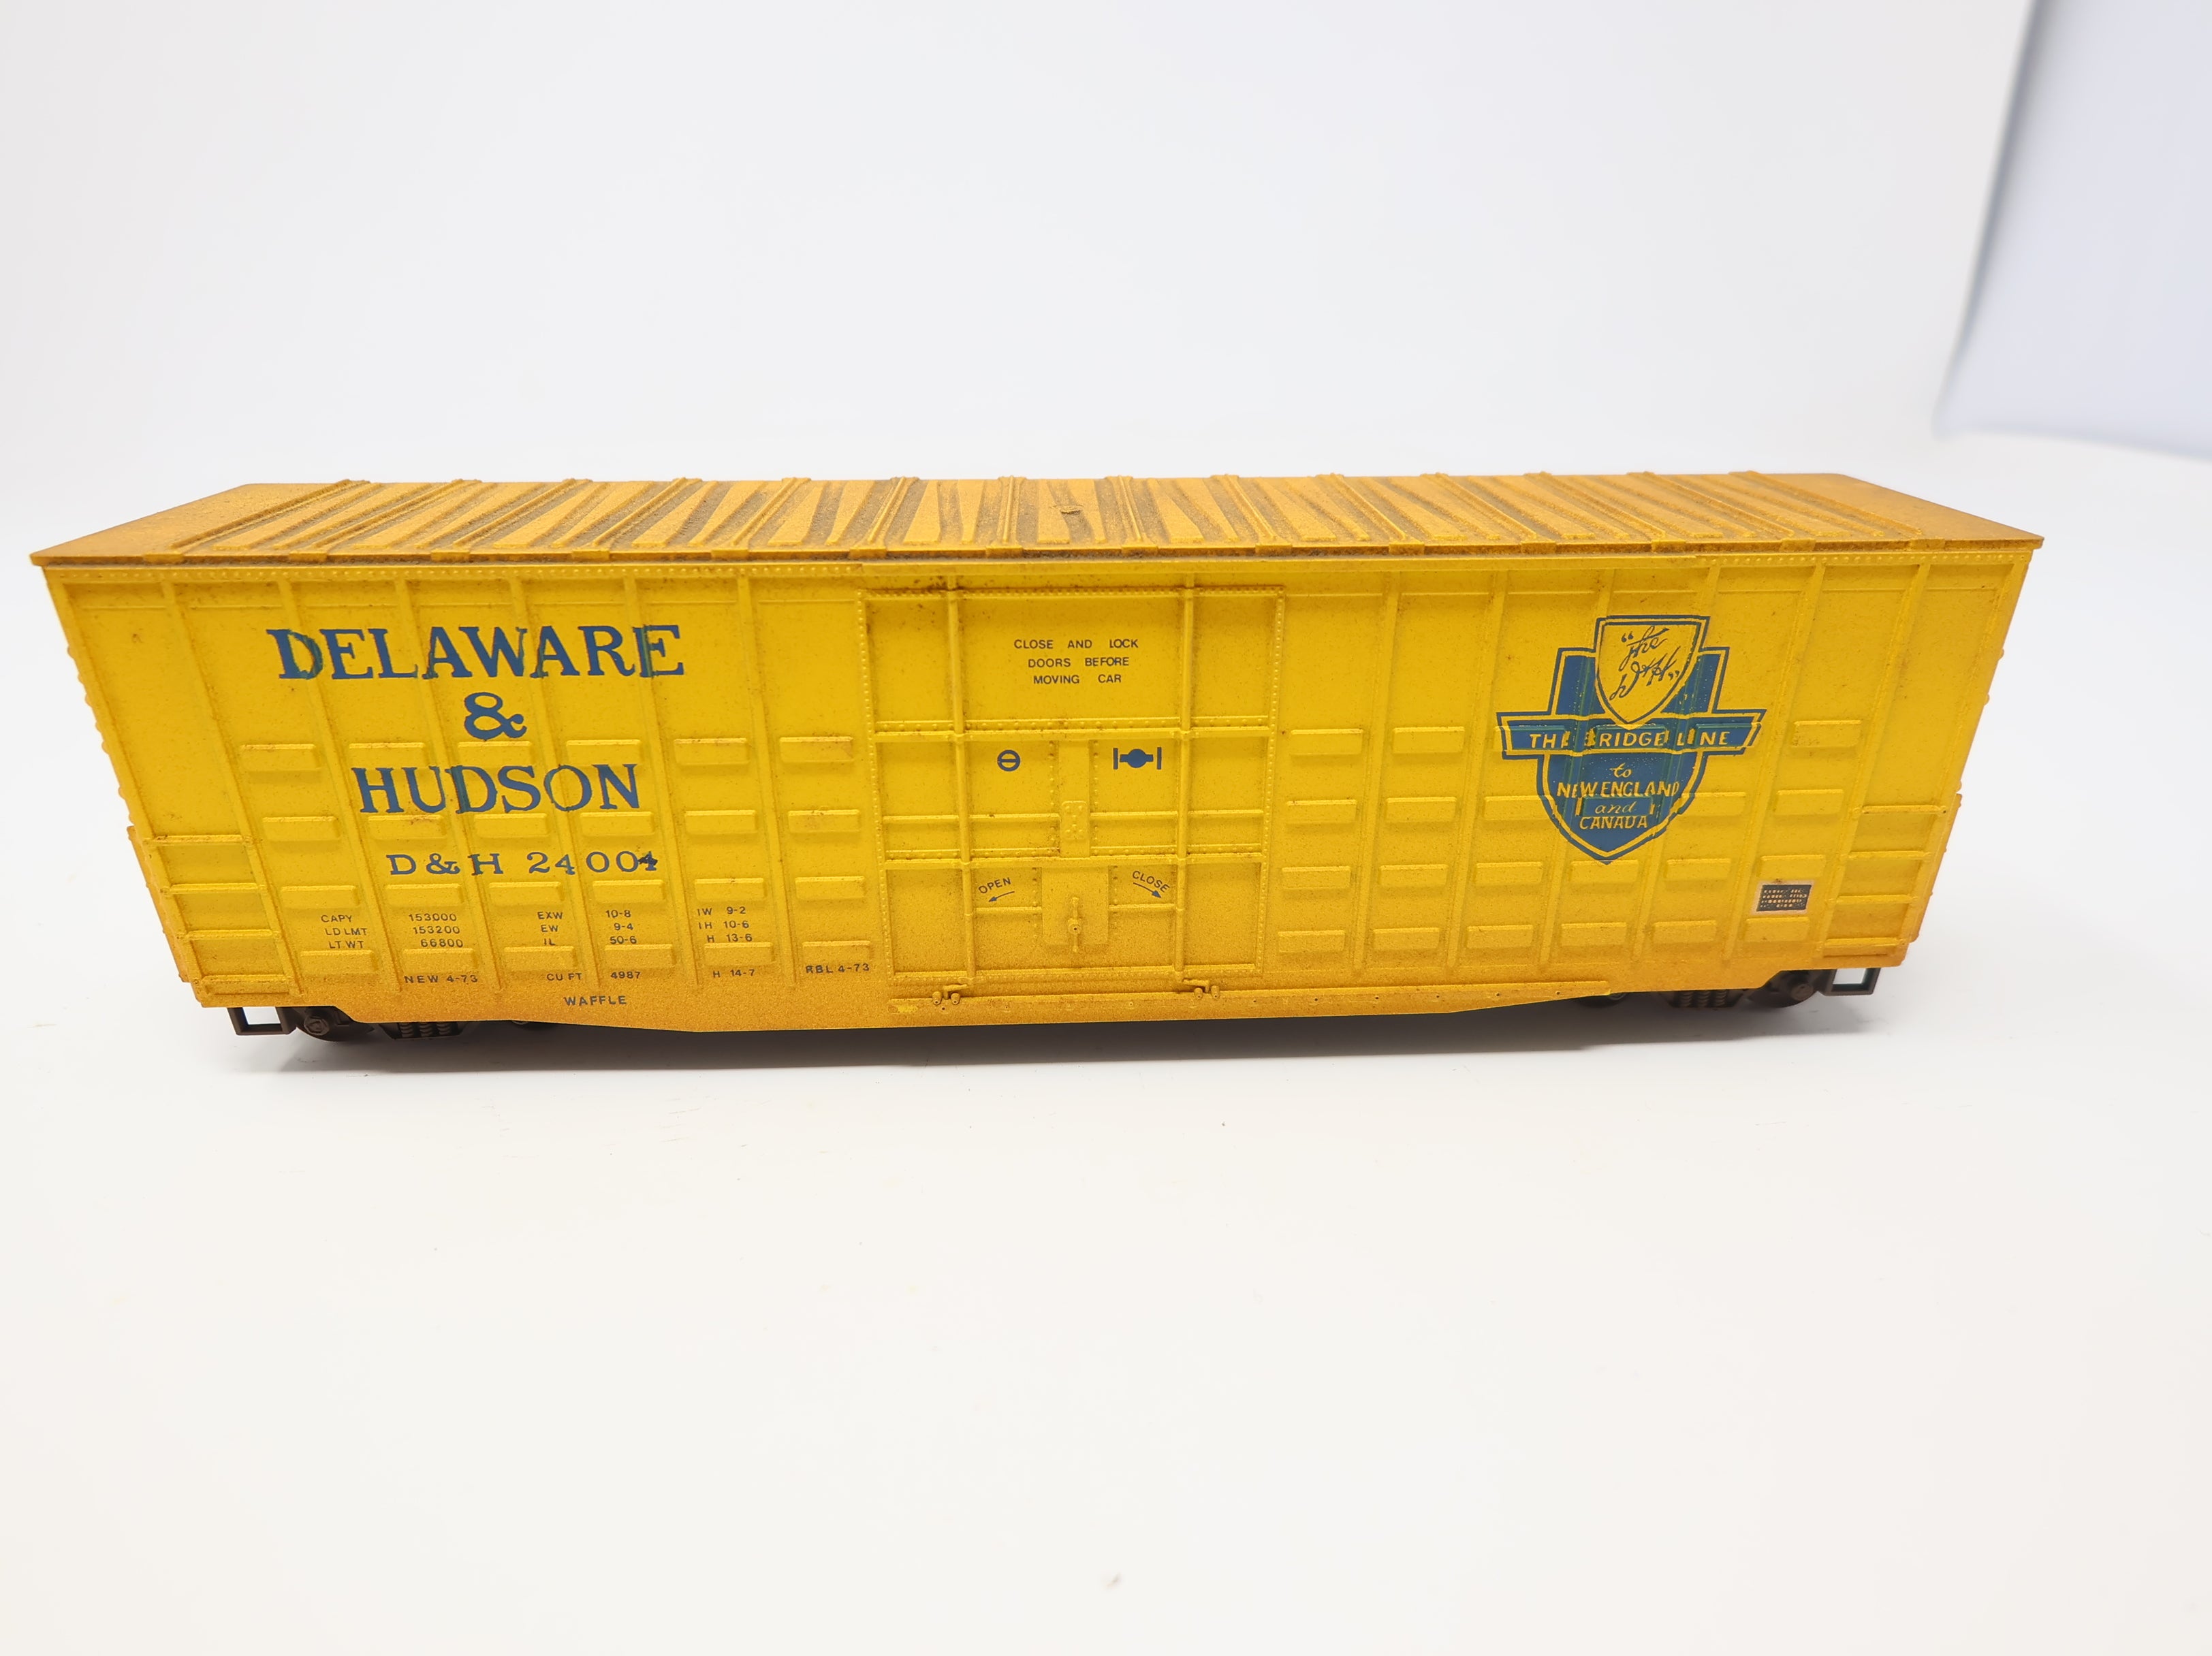 DELAWARE
&
HUDSON
D&H 24004
CAPY 153000 EXW 10-8 IW 9-2
LD LMT 153200 EW 9-4 IH 10-6
LT WT 66800 IL 50-6 H 13-6
NEW 4-73 CU FT 4987 H 14-7 RBL 4-73
WAFFLE
CLOSE AND LOCK
DOORS BEFORE
MOVING CAR
OPEN CLOSE
"The
D&H"
THE BRIDGE LINE
to
NEW ENGLAND
and
CANADA